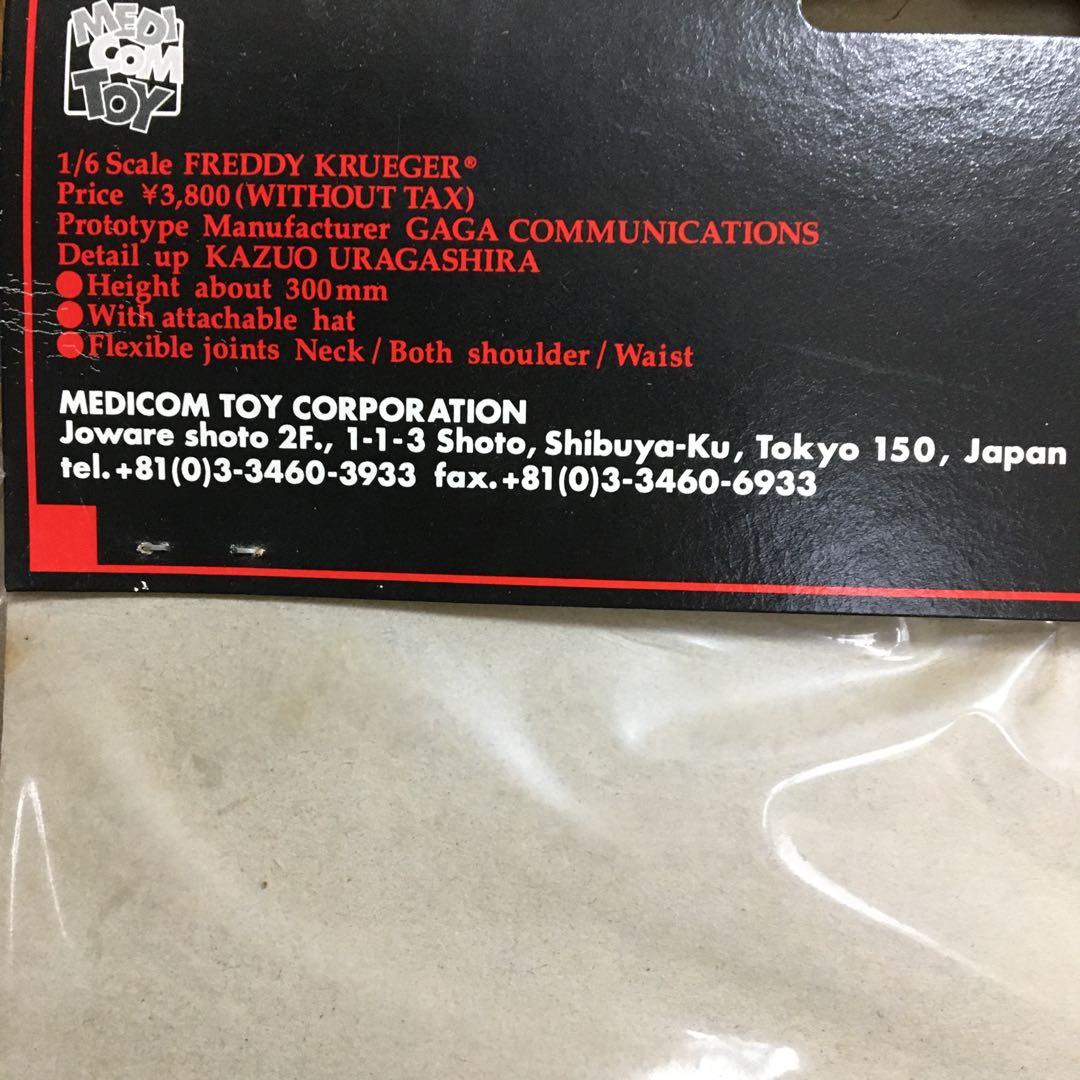 MEDI
COM
TOY
1/6 Scale FREDDY KRUEGER®
Price ¥3,800(WITHOUT TAX)
Prototype Manufacturer GAGA COMMUNICATIONS
Detail up KAZUO URAGASHIRA
●Height about 300mm
●With attachable hat
●Flexible joints Neck / Both shoulder / Waist
MEDICOM TOY CORPORATION
Joware shoto 2F., 1-1-3 Shoto, Shibuya-Ku, Tokyo 150, Japan
tel.+81(0)3-3460-3933 fax.+81(0)3-3460-6933